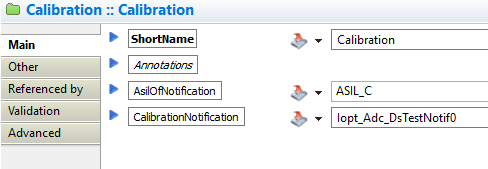 Calibration :: Calibration
Main
ShortName
Calibration
Other
Annotations
Referenced by
AsilOfNotification
ASIL_C
Validation
CalibrationNotification
Iopt_Adc_DsTestNotif0
Advanced